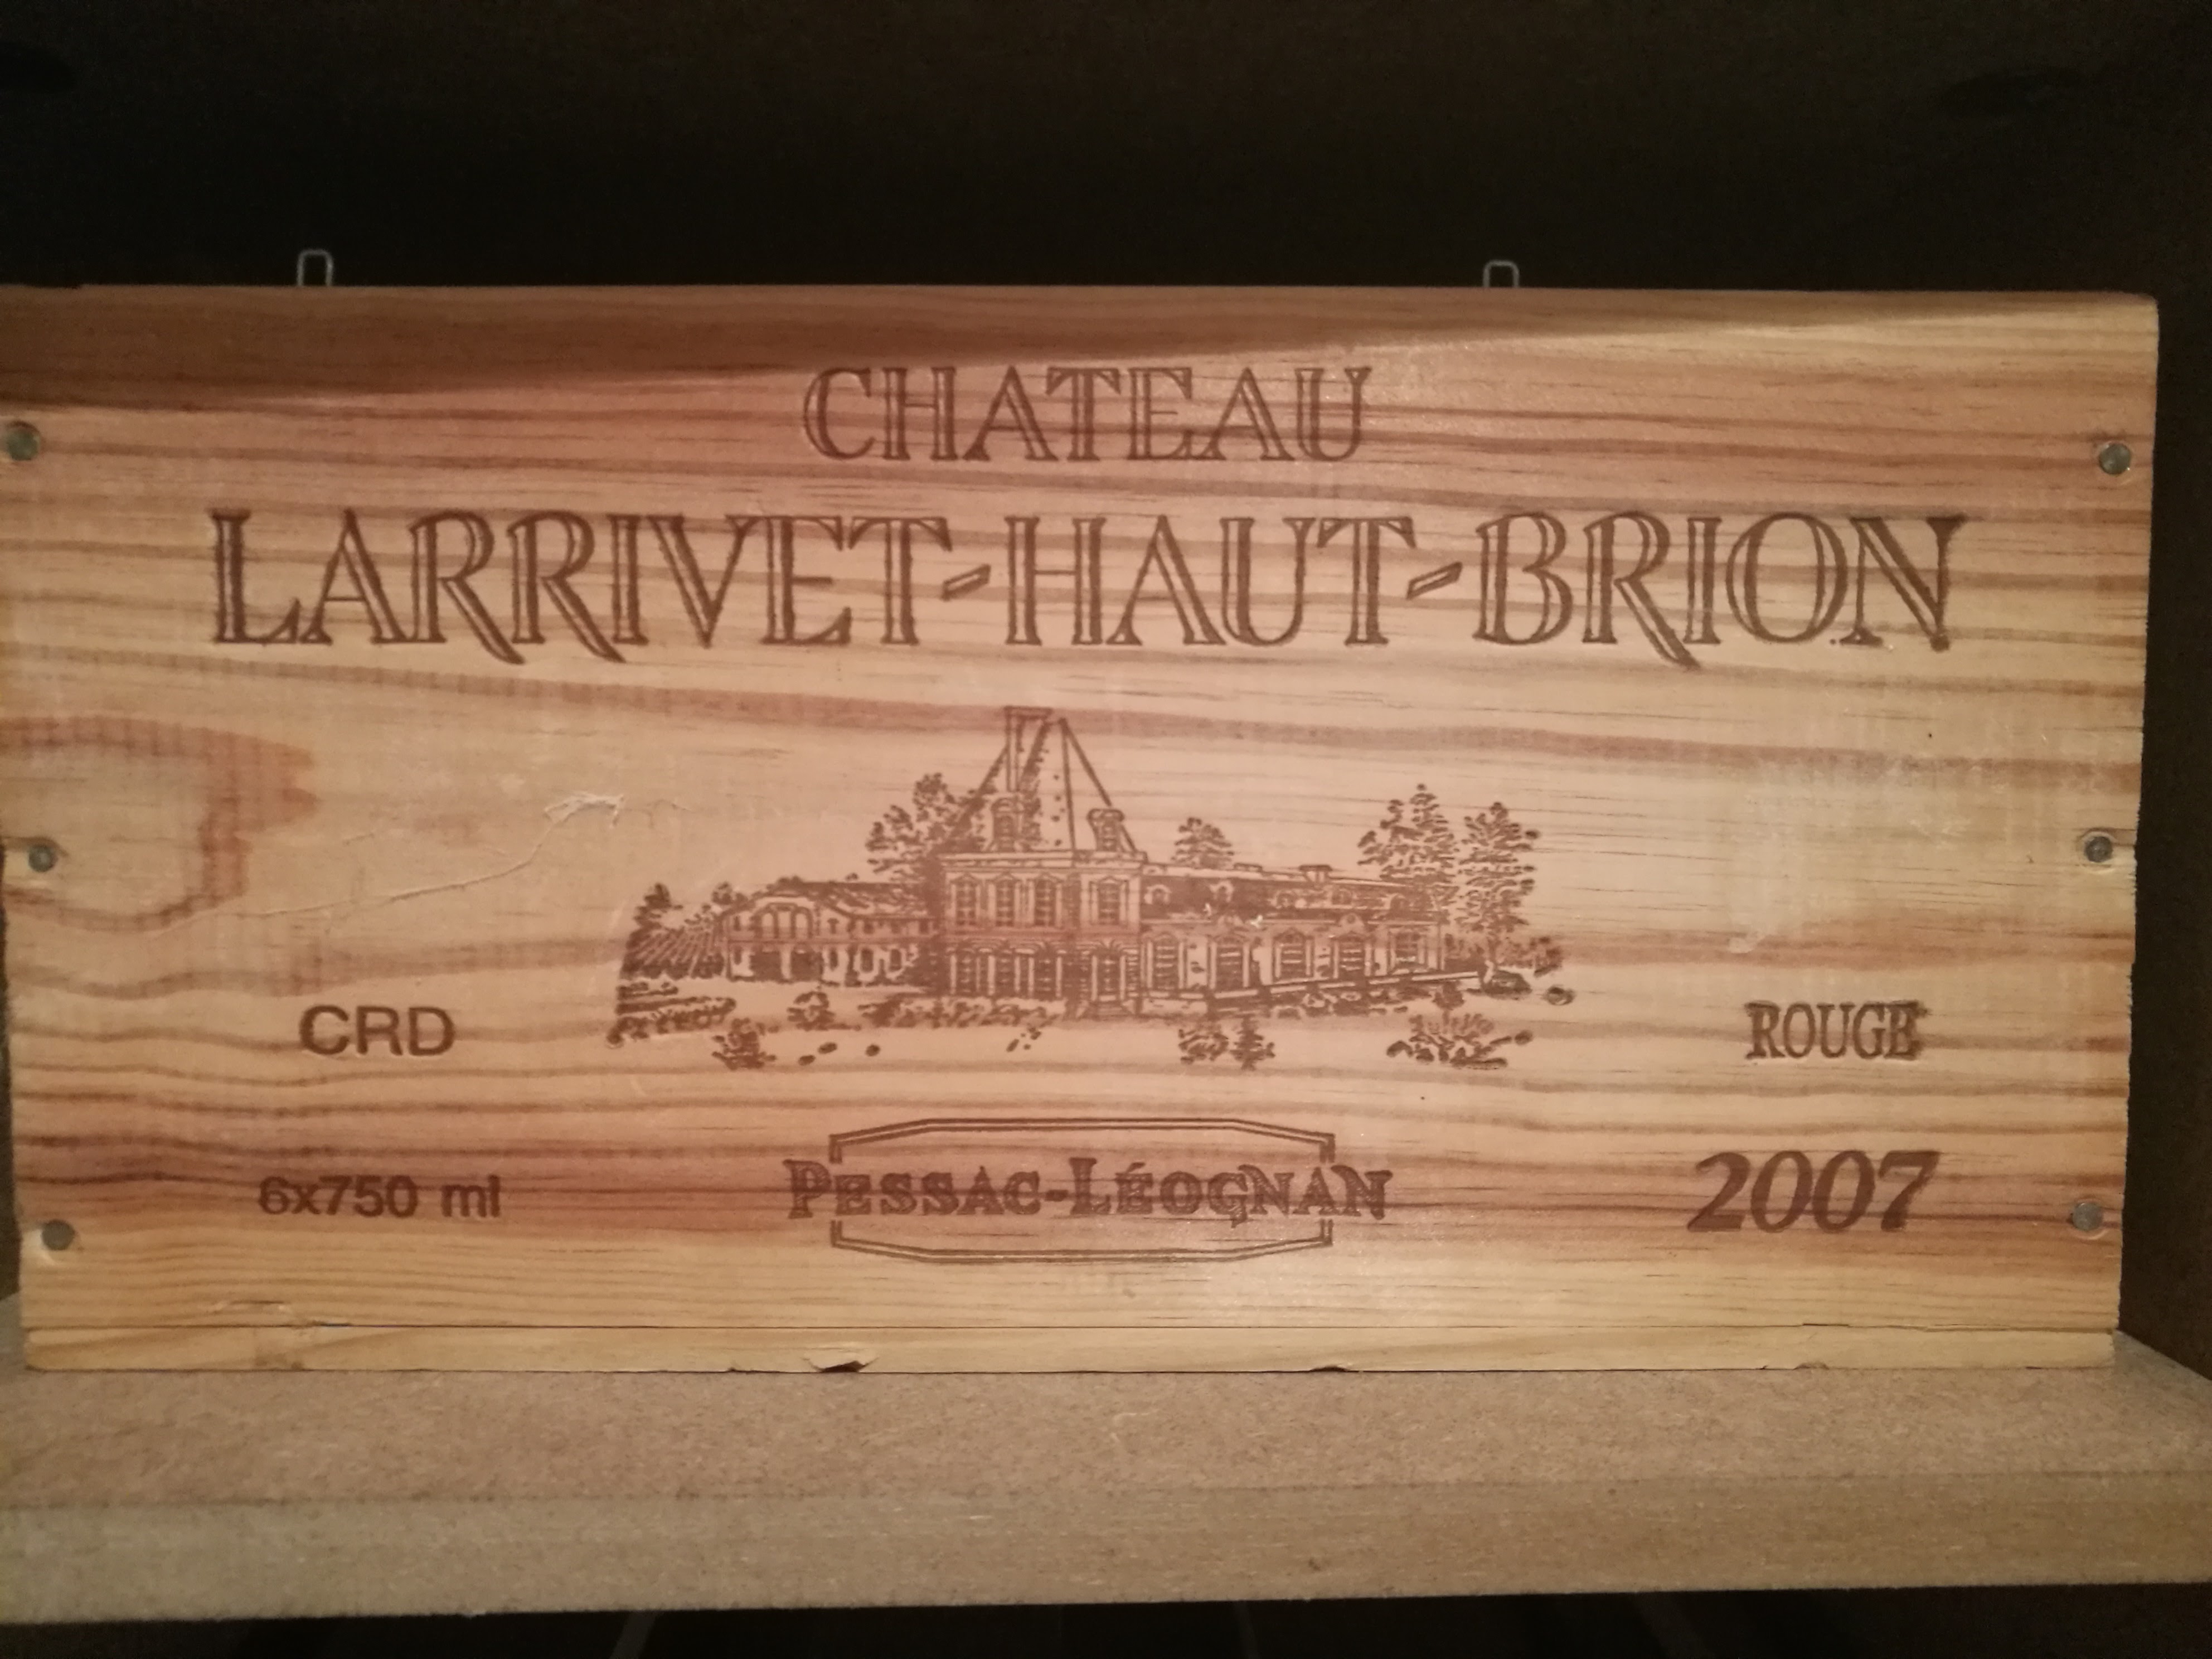 CHATEAU
LARRIVET-HAUT-BRION
CRD
ROUGE
6x750 ml
PESSAC-LÉOGNAN
2007